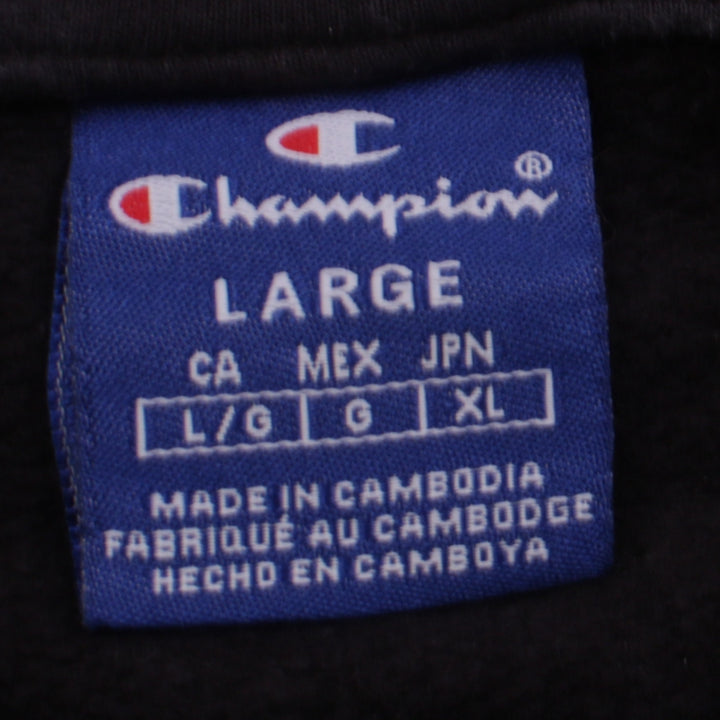 Champion®
LARGE
CA MEX JPN
L/G G XL
MADE IN CAMBODIA
FABRIQUÉ AU CAMBODGE
HECHO EN CAMBOYA